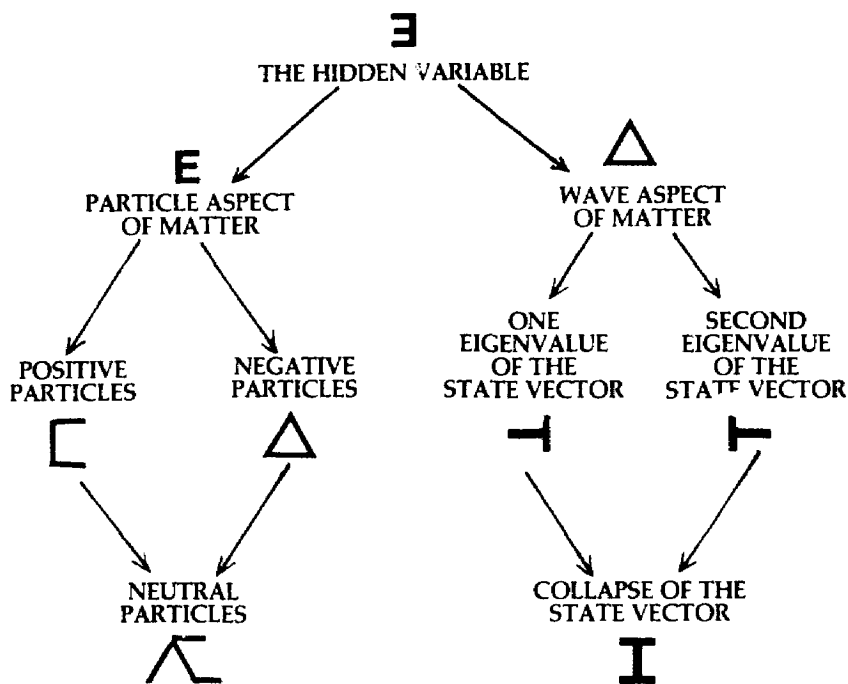 Ǝ
THE HIDDEN VARIABLE
E
PARTICLE ASPECT
OF MATTER
△
WAVE ASPECT
OF MATTER
POSITIVE
PARTICLES
NEGATIVE
PARTICLES
ONE
EIGENVALUE
OF THE
STATE VECTOR
SECOND
EIGENVALUE
OF THE
STATE VECTOR
NEUTRAL
PARTICLES
COLLAPSE OF THE
STATE VECTOR